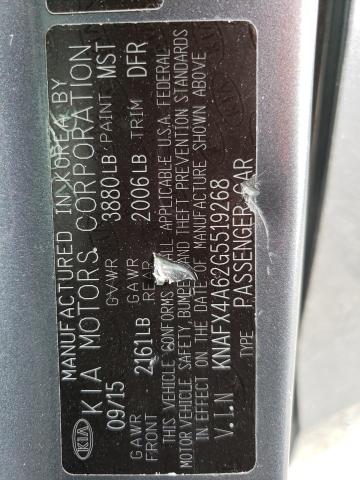 MANUFACTURED IN KOREA BY
KIA KIA MOTORS CORPORATION
09/15 GVWR 3880LB PAINT MST
GAWR FRONT 2161LB GAWR REAR 2006LB TRIM DFR
THIS VEHICLE CONFORMS TO ALL APPLICABLE U.S.A. FEDERAL
MOTOR VEHICLE SAFETY, BUMPER, AND THEFT PREVENTION STANDARDS
IN EFFECT ON THE DATE OF MANUFACTURE SHOWN ABOVE
V.I.N KNAFX4A62G5519268
TYPE PASSENGER CAR